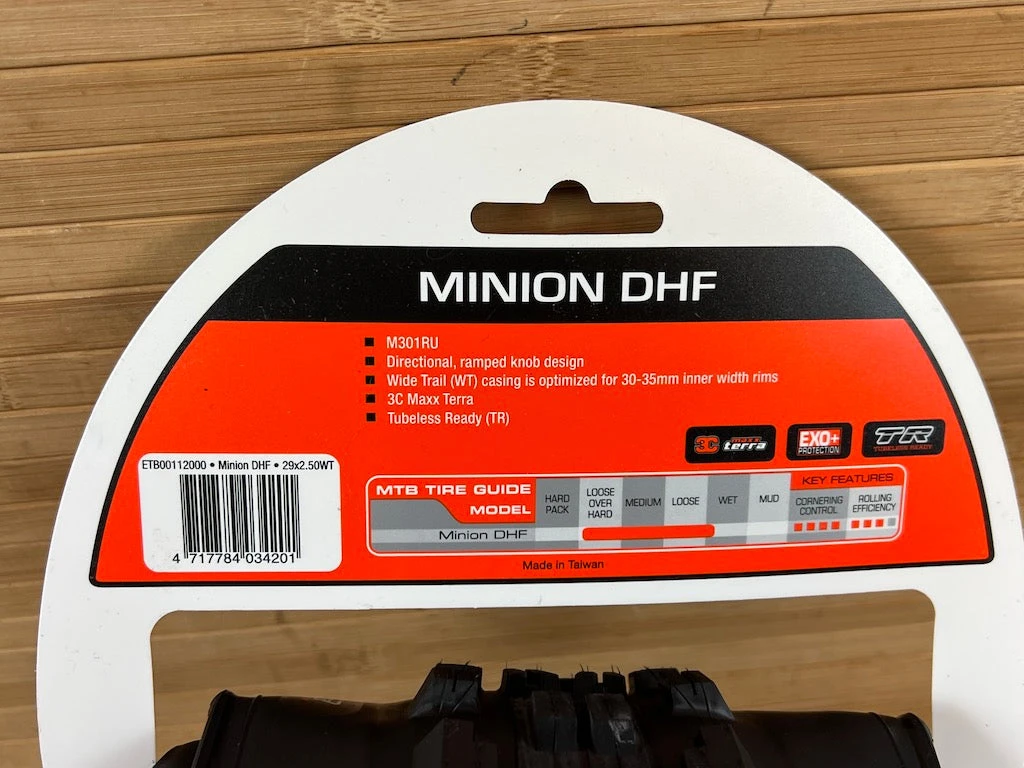 MINION DHF
M301RU
Directional, ramped knob design
Wide Trail (WT) casing is optimized for 30-35mm inner width rims
3C Maxx Terra
Tubeless Ready (TR)
3C MAXX terra
EXO+ PROTECTION
TR TUBELESS READY
ETB00112000 • Minion DHF • 29x2.50WT
4 717784 034201
MTB TIRE GUIDE
MODEL
HARD PACK
LOOSE OVER HARD
MEDIUM
LOOSE
WET
MUD
KEY FEATURES
CORNERING CONTROL
ROLLING EFFICIENCY
Minion DHF
Made in Taiwan